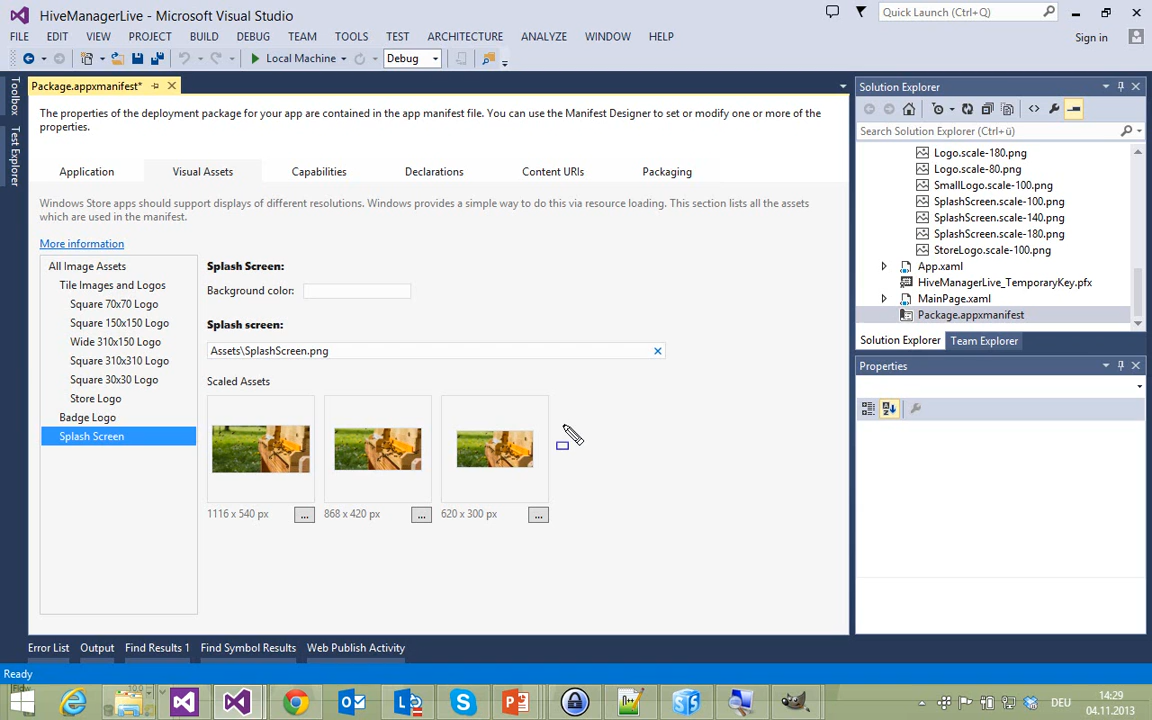 HiveManagerLive - Microsoft Visual Studio
Quick Launch (Ctrl+Q)
FILE EDIT VIEW PROJECT BUILD DEBUG TEAM TOOLS TEST ARCHITECTURE ANALYZE WINDOW HELP
Sign in
Local Machine Debug
Toolbox
Test Explorer
Package.appxmanifest*
The properties of the deployment package for your app are contained in the app manifest file. You can use the Manifest Designer to set or modify one or more of the
properties.
Application Visual Assets Capabilities Declarations Content URIs Packaging
Windows Store apps should support displays of different resolutions. Windows provides a simple way to do this via resource loading. This section lists all the assets
which are used in the manifest.
More information
All Image Assets
Tile Images and Logos
Square 70x70 Logo
Square 150x150 Logo
Wide 310x150 Logo
Square 310x310 Logo
Square 30x30 Logo
Store Logo
Badge Logo
Splash Screen
Splash Screen:
Background color:
Splash screen:
Assets\SplashScreen.png
Scaled Assets
1116 x 540 px ... 868 x 420 px ... 620 x 300 px ...
Solution Explorer
Search Solution Explorer (Ctrl+ü)
Logo.scale-180.png
Logo.scale-80.png
SmallLogo.scale-100.png
SplashScreen.scale-100.png
SplashScreen.scale-140.png
SplashScreen.scale-180.png
StoreLogo.scale-100.png
App.xaml
HiveManagerLive_TemporaryKey.pfx
MainPage.xaml
Package.appxmanifest
Solution Explorer Team Explorer
Properties
Error List Output Find Results 1 Find Symbol Results Web Publish Activity
Ready
DEU
14:29
04.11.2013